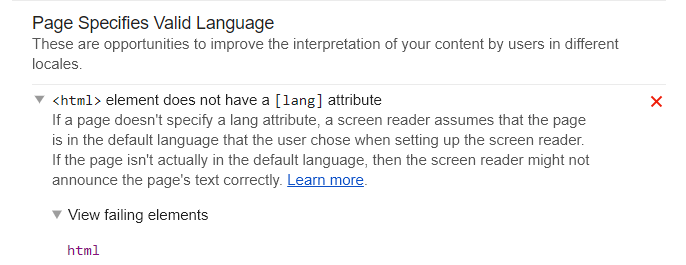 Page Specifies Valid Language
These are opportunities to improve the interpretation of your content by users in different
locales.
<html> element does not have a [lang] attribute
If a page doesn't specify a lang attribute, a screen reader assumes that the page
is in the default language that the user chose when setting up the screen reader.
If the page isn't actually in the default language, then the screen reader might not
announce the page's text correctly. Learn more.
View failing elements
html